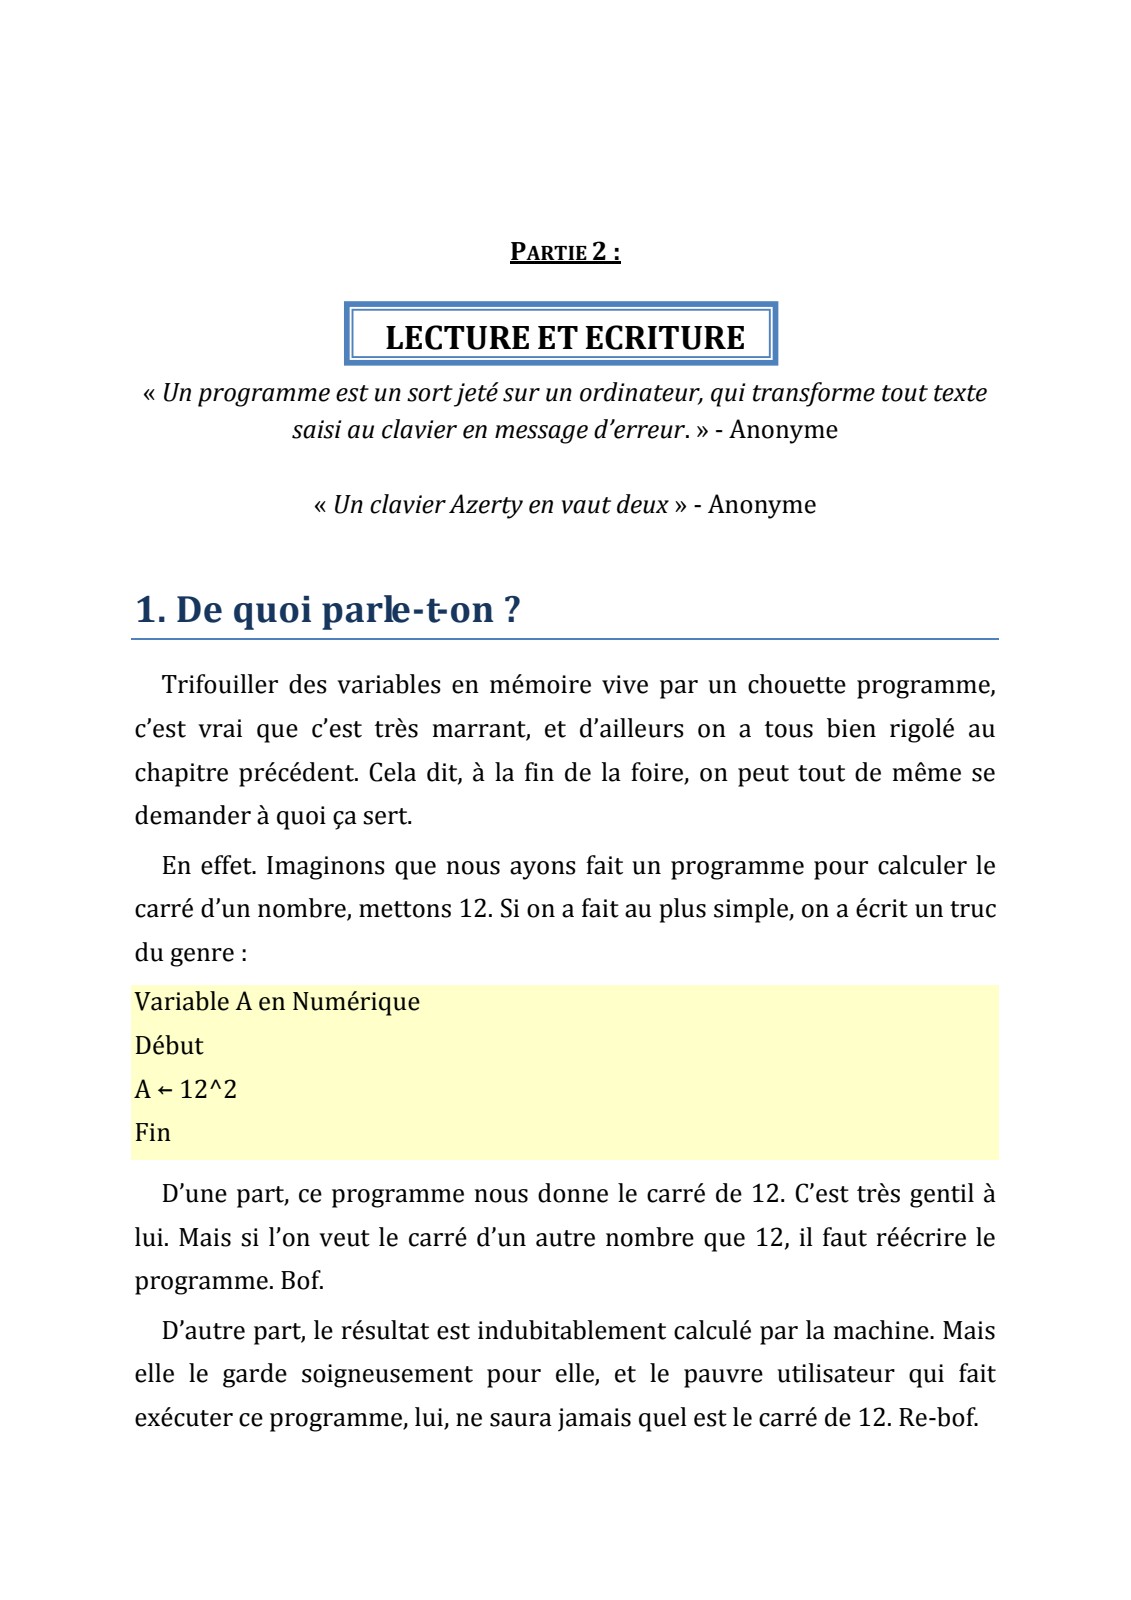 PARTIE 2 :
LECTURE ET ECRITURE
« Un programme est un sort jeté sur un ordinateur, qui transforme tout texte
saisi au clavier en message d’erreur. » - Anonyme
« Un clavier Azerty en vaut deux » - Anonyme
1. De quoi parle-t-on ?
Trifouiller des variables en mémoire vive par un chouette programme,
c’est vrai que c’est très marrant, et d’ailleurs on a tous bien rigolé au
chapitre précédent. Cela dit, à la fin de la foire, on peut tout de même se
demander à quoi ça sert.
En effet. Imaginons que nous ayons fait un programme pour calculer le
carré d’un nombre, mettons 12. Si on a fait au plus simple, on a écrit un truc
du genre :
Variable A en Numérique
Début
A ← 12^2
Fin
D’une part, ce programme nous donne le carré de 12. C’est très gentil à
lui. Mais si l’on veut le carré d’un autre nombre que 12, il faut réécrire le
programme. Bof.
D’autre part, le résultat est indubitablement calculé par la machine. Mais
elle le garde soigneusement pour elle, et le pauvre utilisateur qui fait
exécuter ce programme, lui, ne saura jamais quel est le carré de 12. Re-bof.